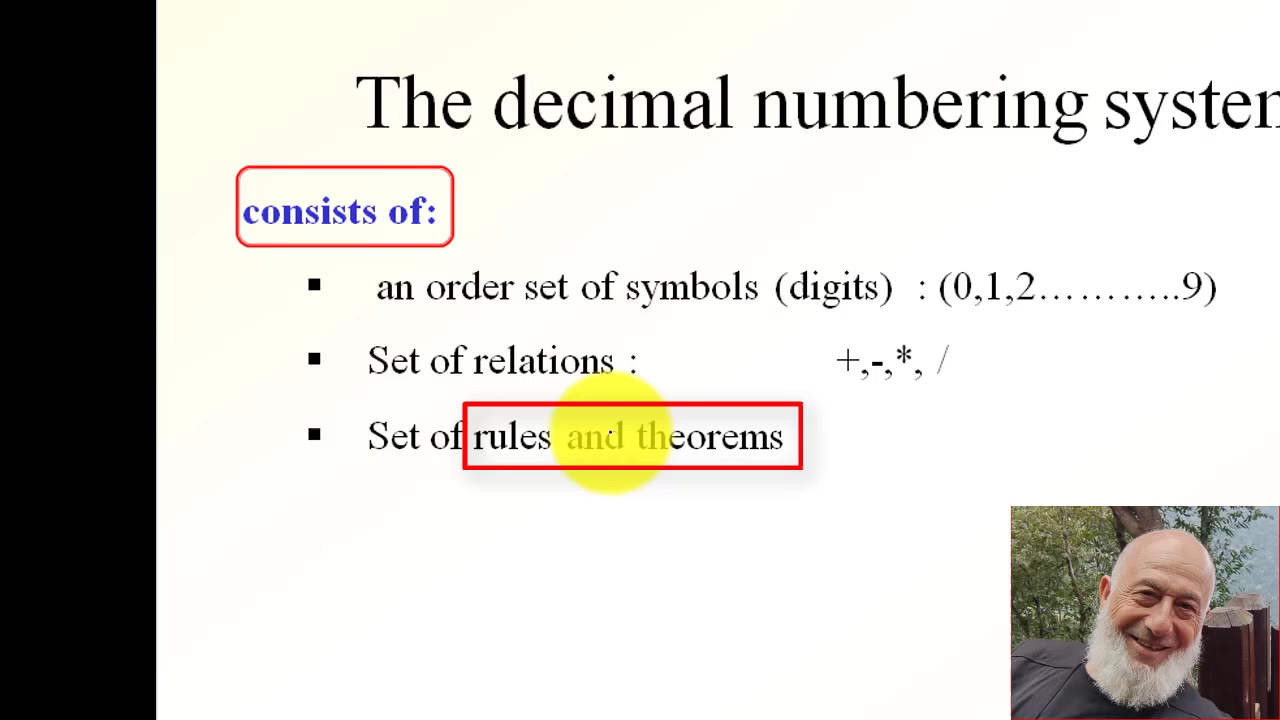 The decimal numbering system
consists of:
▪ an order set of symbols (digits) : (0,1,2………..9)
▪ Set of relations : +,-,*, /
▪ Set of rules and theorems